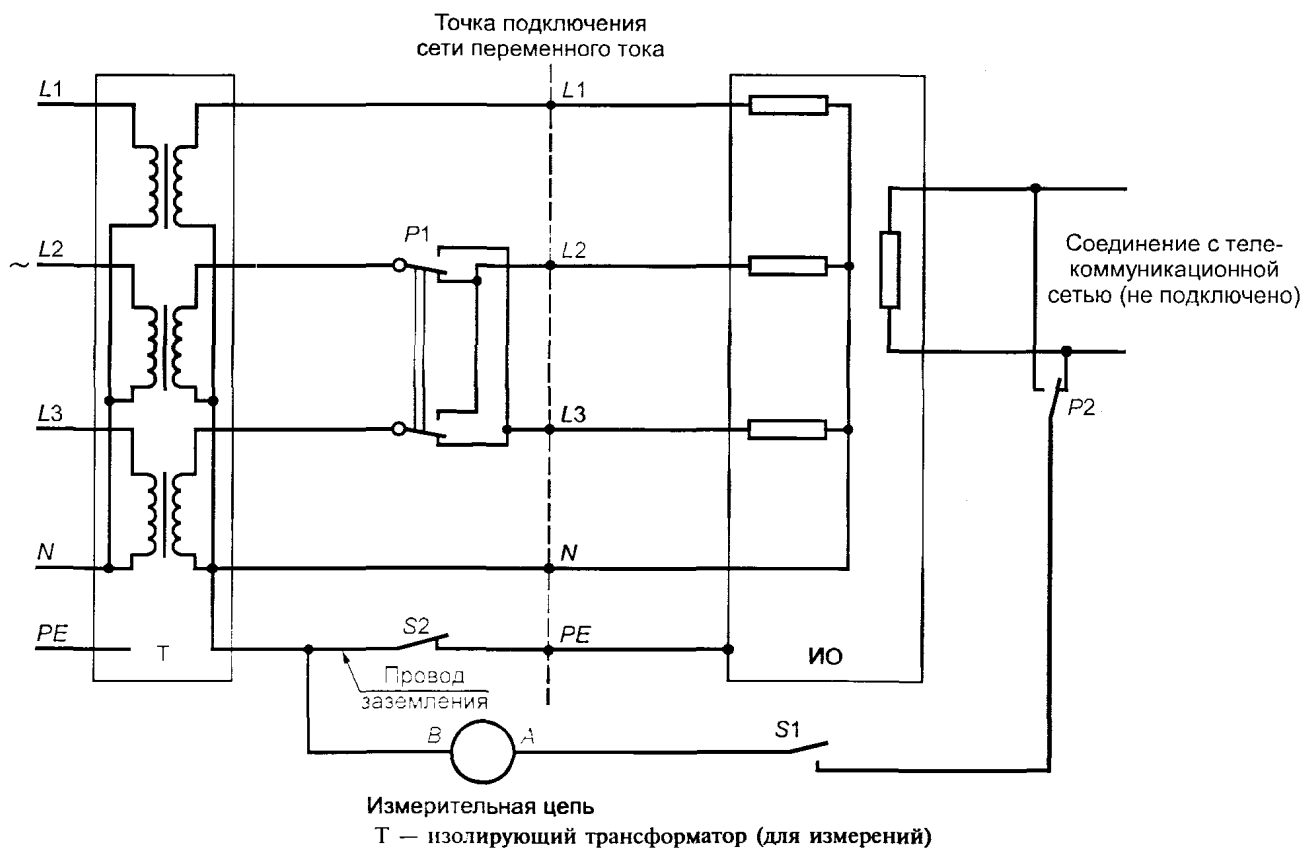 Точка подключения
сети переменного тока
L1
L1
P1
~ L2
L2
Соединение с теле-
коммуникационной
сетью (не подключено)
L3
L3
P2
N
N
PE
T
S2
PE
ИО
Провод
заземления
B
A
S1
Измерительная цепь
Т — изолирующий трансформатор (для измерений)